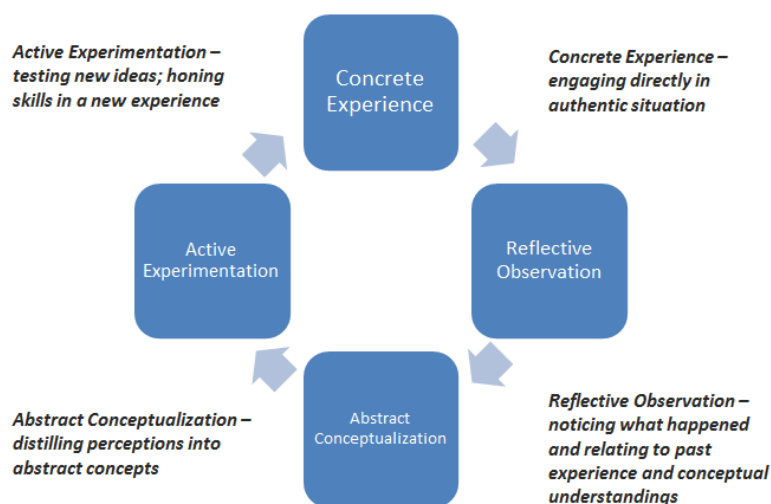 Active Experimentation –
testing new ideas; honing
skills in a new experience
Concrete
Experience
Concrete Experience –
engaging directly in
authentic situation
Active
Experimentation
Reflective
Observation
Abstract Conceptualization –
distilling perceptions into
abstract concepts
Abstract
Conceptualization
Reflective Observation –
noticing what happened
and relating to past
experience and conceptual
understandings